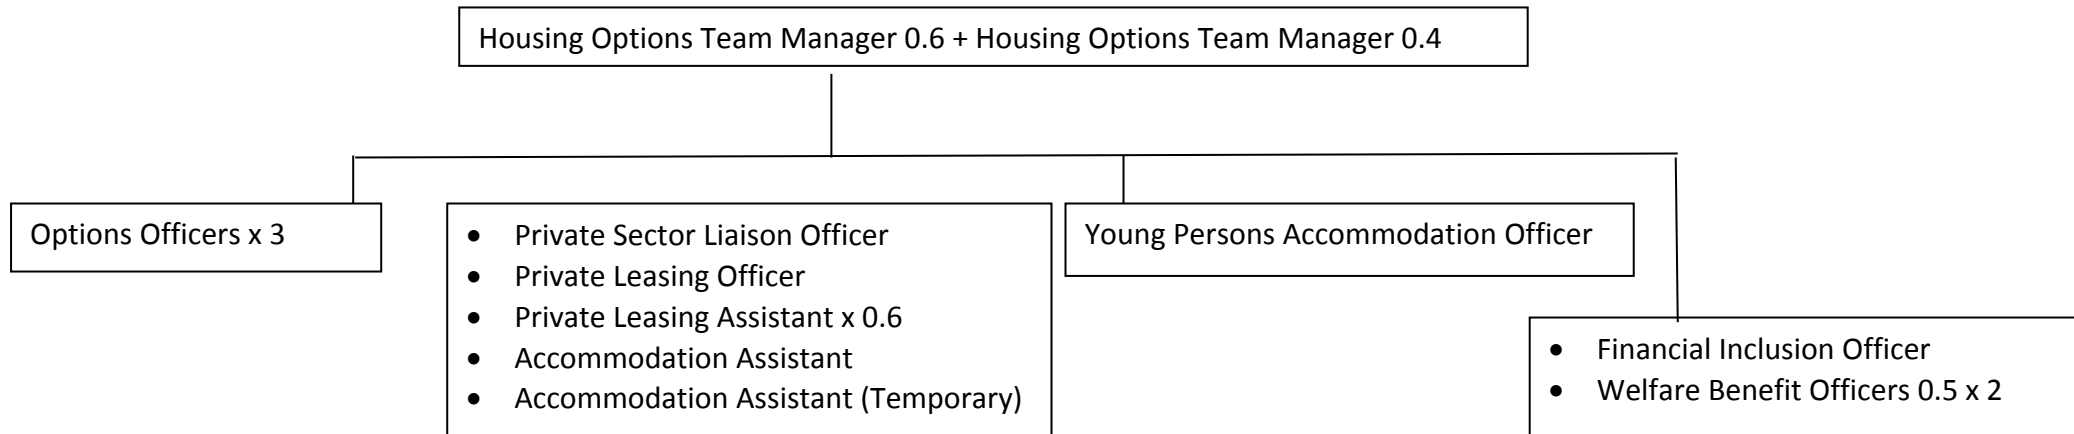 Housing Options Team Manager 0.6 + Housing Options Team Manager 0.4
Options Officers x 3
• Private Sector Liaison Officer
• Private Leasing Officer
• Private Leasing Assistant x 0.6
• Accommodation Assistant
• Accommodation Assistant (Temporary)
Young Persons Accommodation Officer
• Financial Inclusion Officer
• Welfare Benefit Officers 0.5 x 2